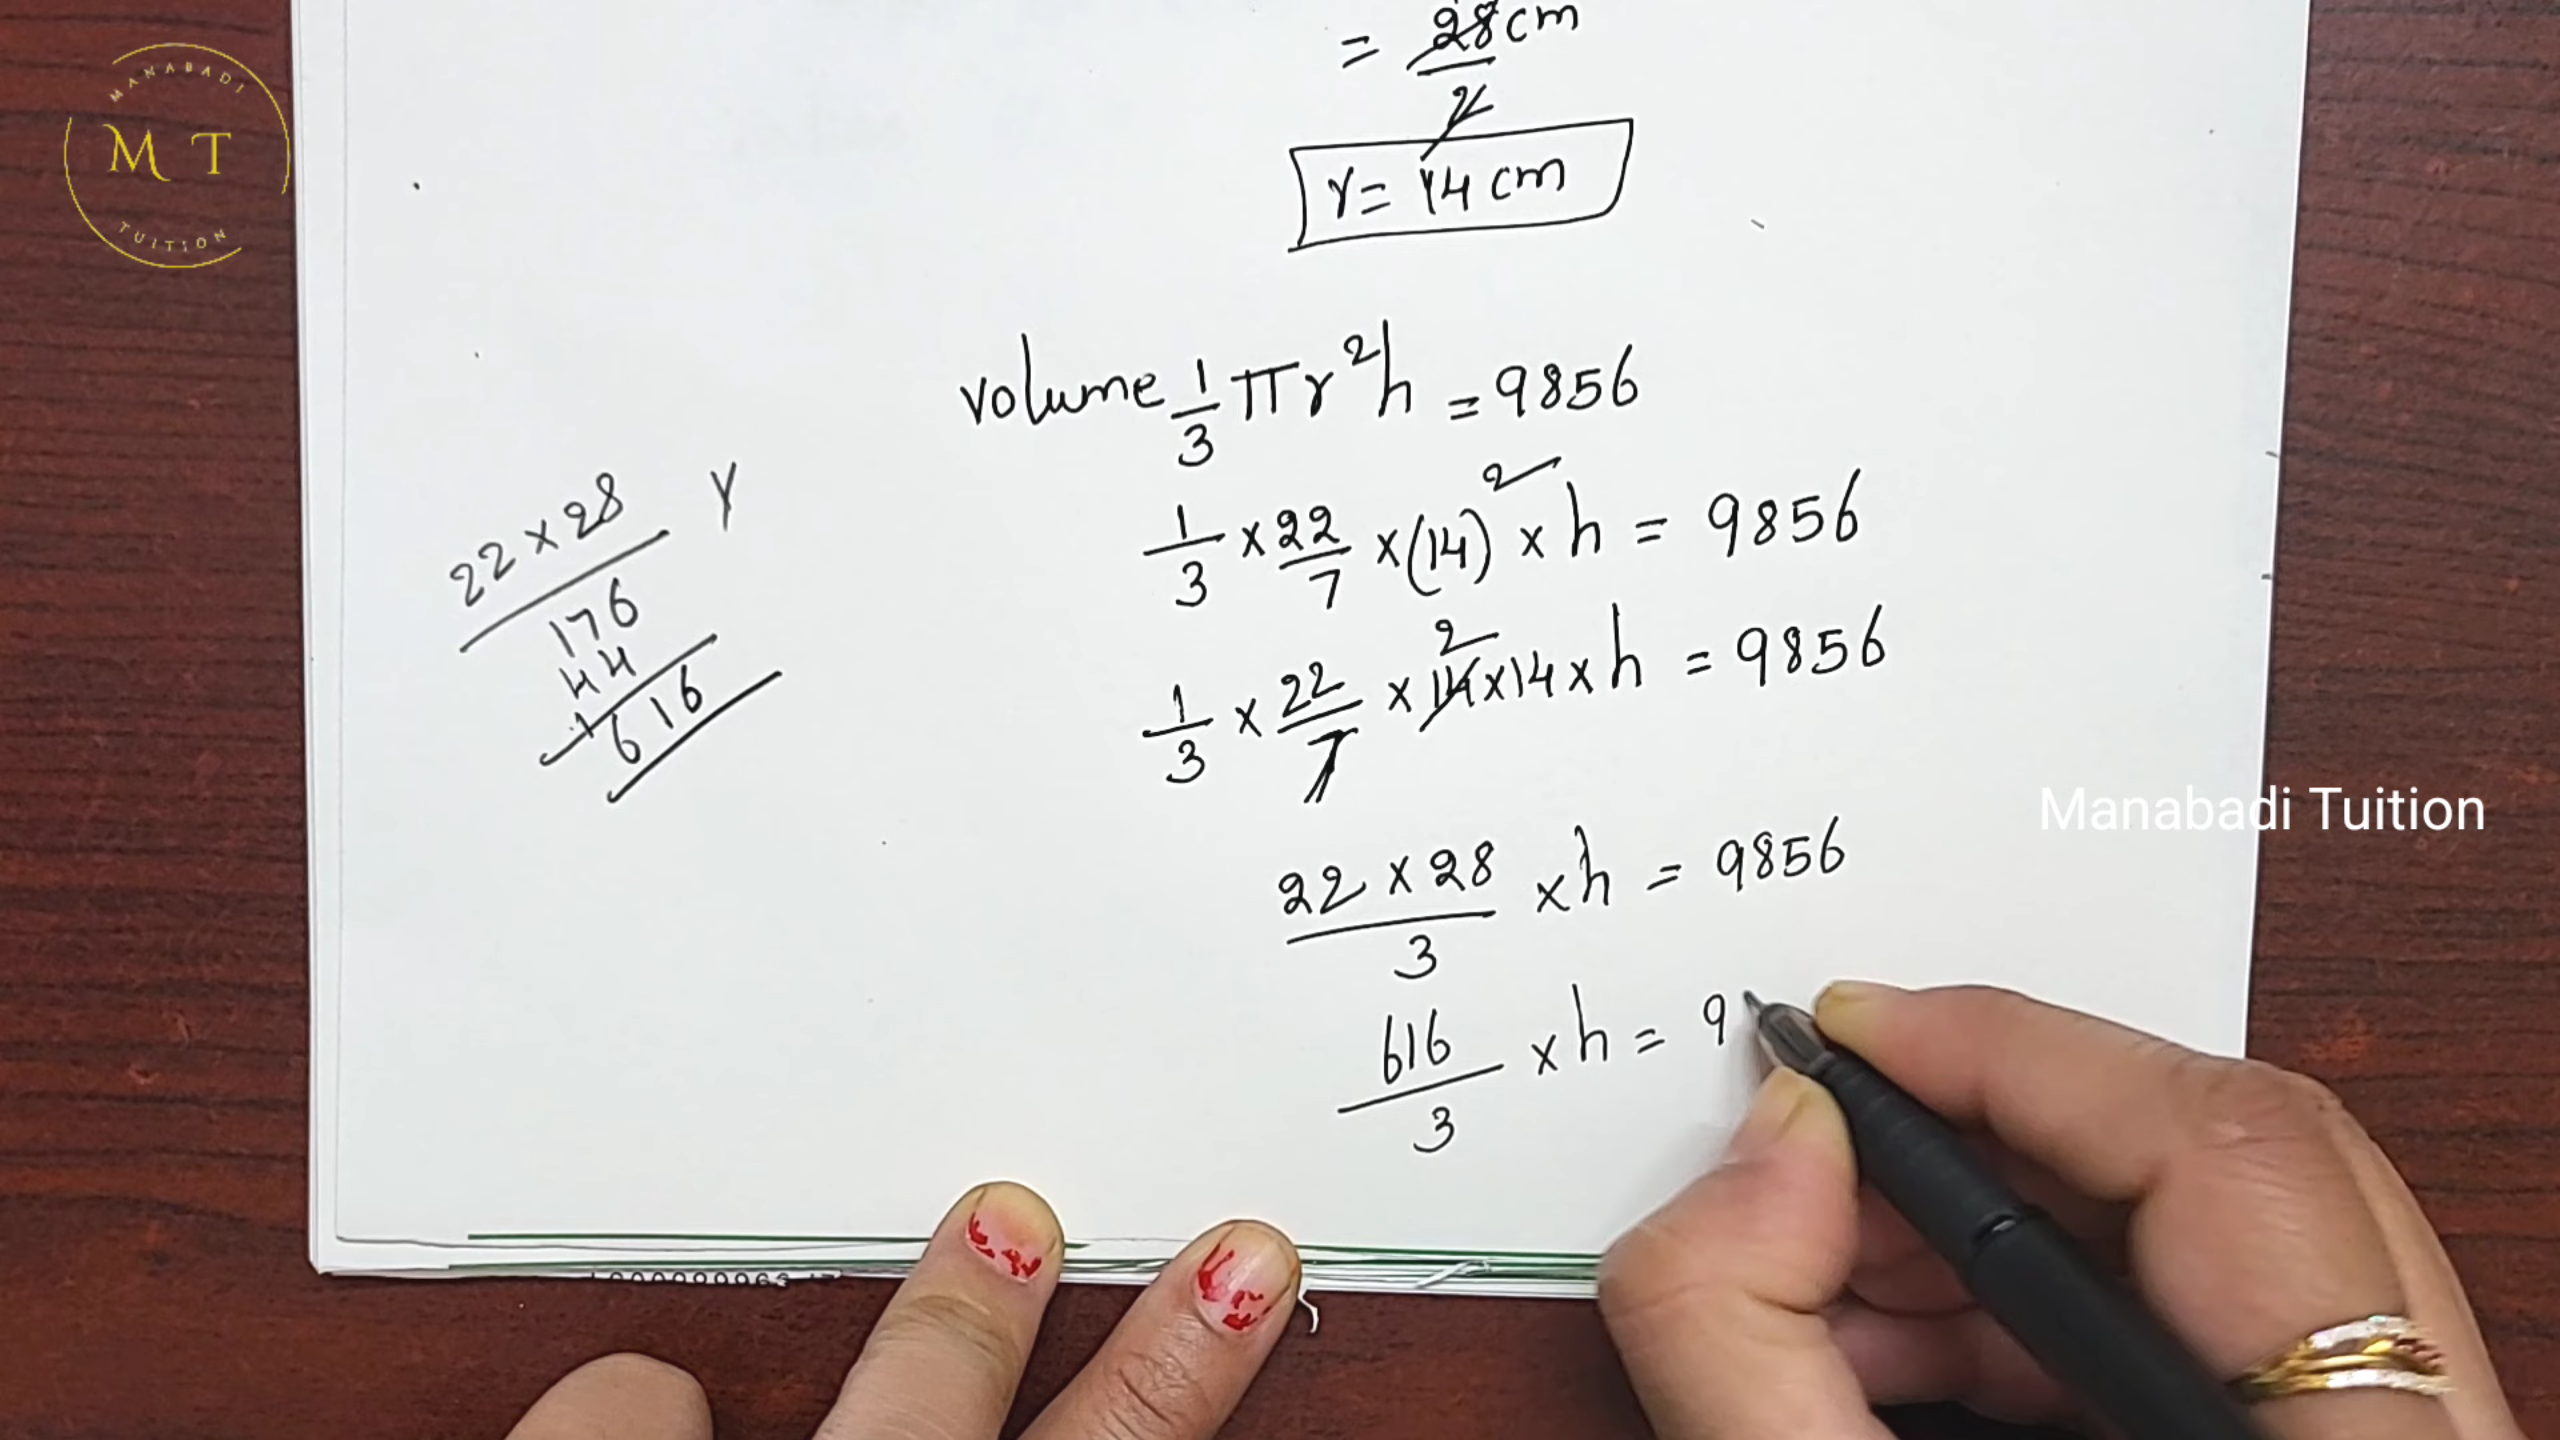 MANABADI
M T
TUITION
= 28 cm
2
r = 14 cm
volume 1/3 πr²h = 9856
1/3 × 22/7 × (14)² × h = 9856
2
1/3 × 22/7 × 14 × 14 × h = 9856
22 × 28 / 3 × h = 9856
616 / 3 × h = 9
22 × 28
176
44
616
Manabadi Tuition